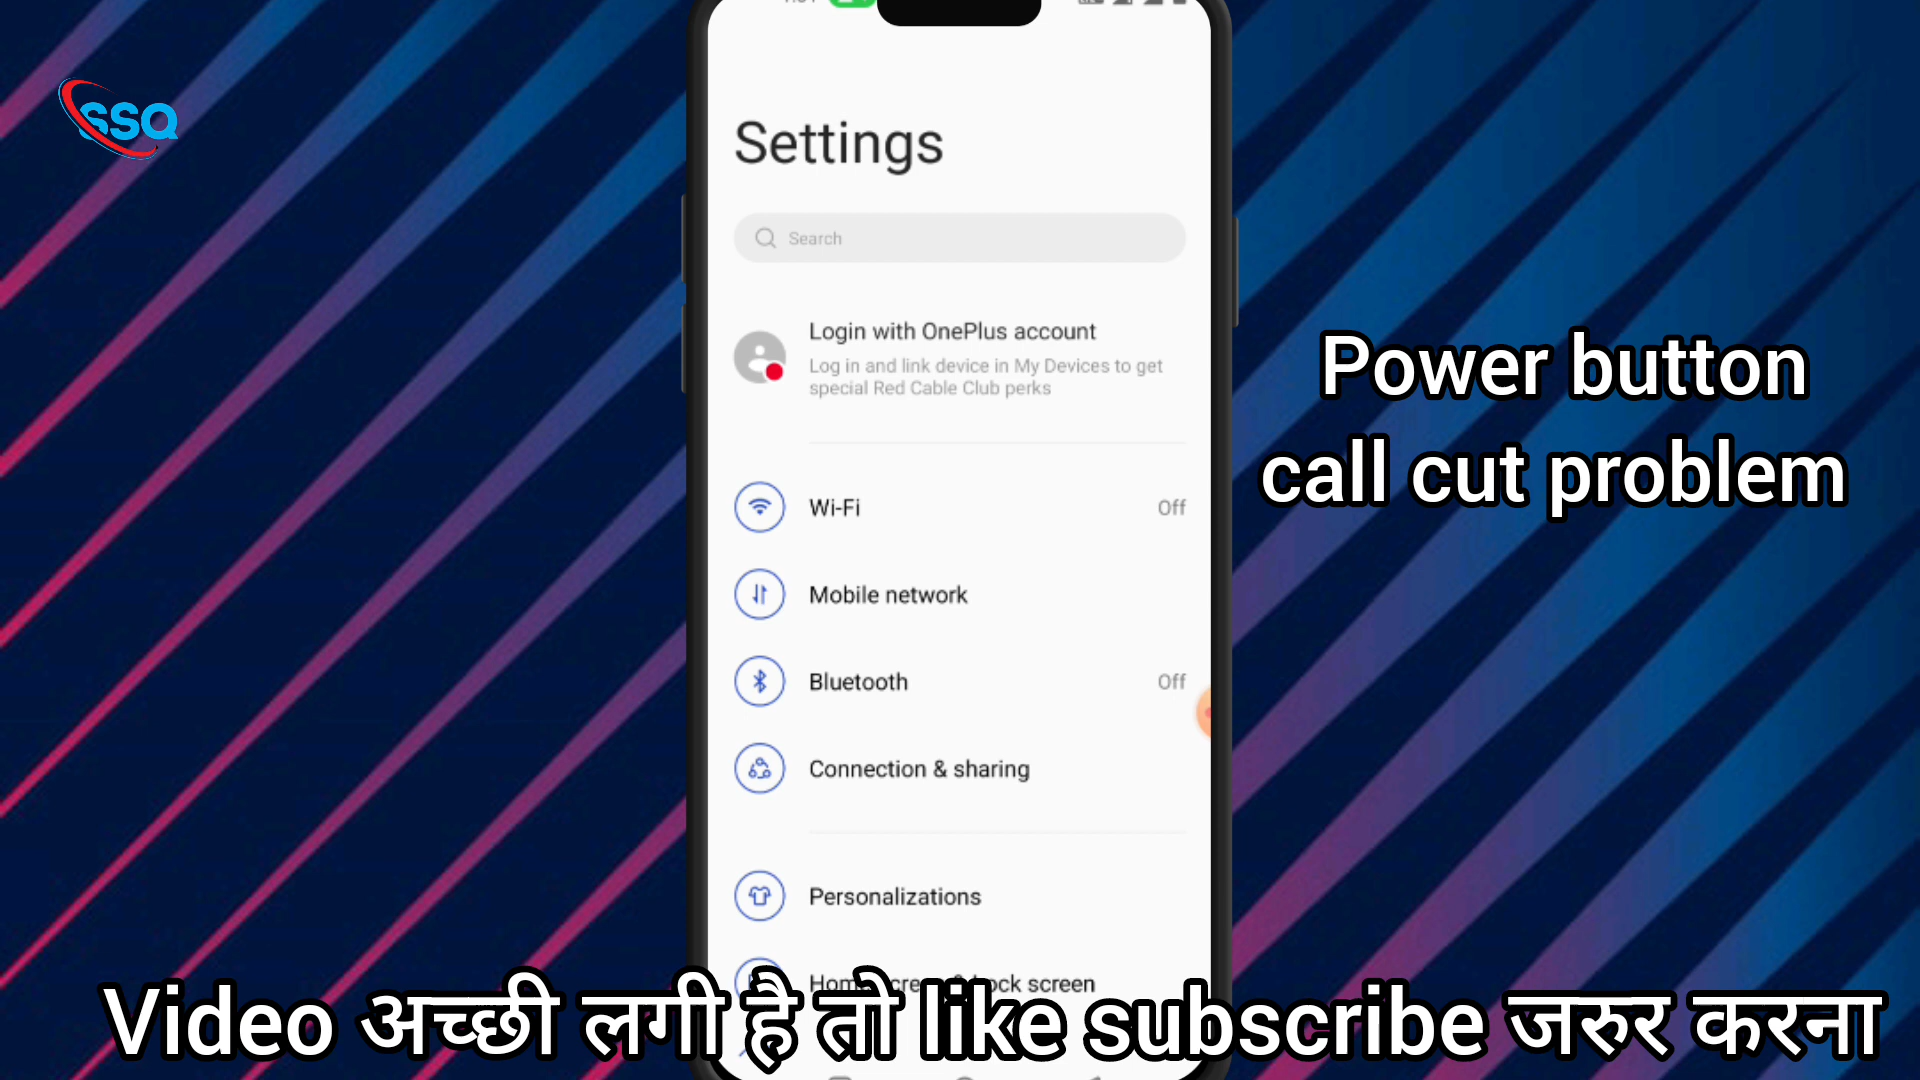 SSQ
Settings
Search
Login with OnePlus account
Log in and link device in My Devices to get
special Red Cable Club perks
Wi-Fi Off
Mobile network
Bluetooth Off
Connection & sharing
Personalizations
screen
Power button
call cut problem
Video अच्छी लगी है तो like subscribe जरुर करना